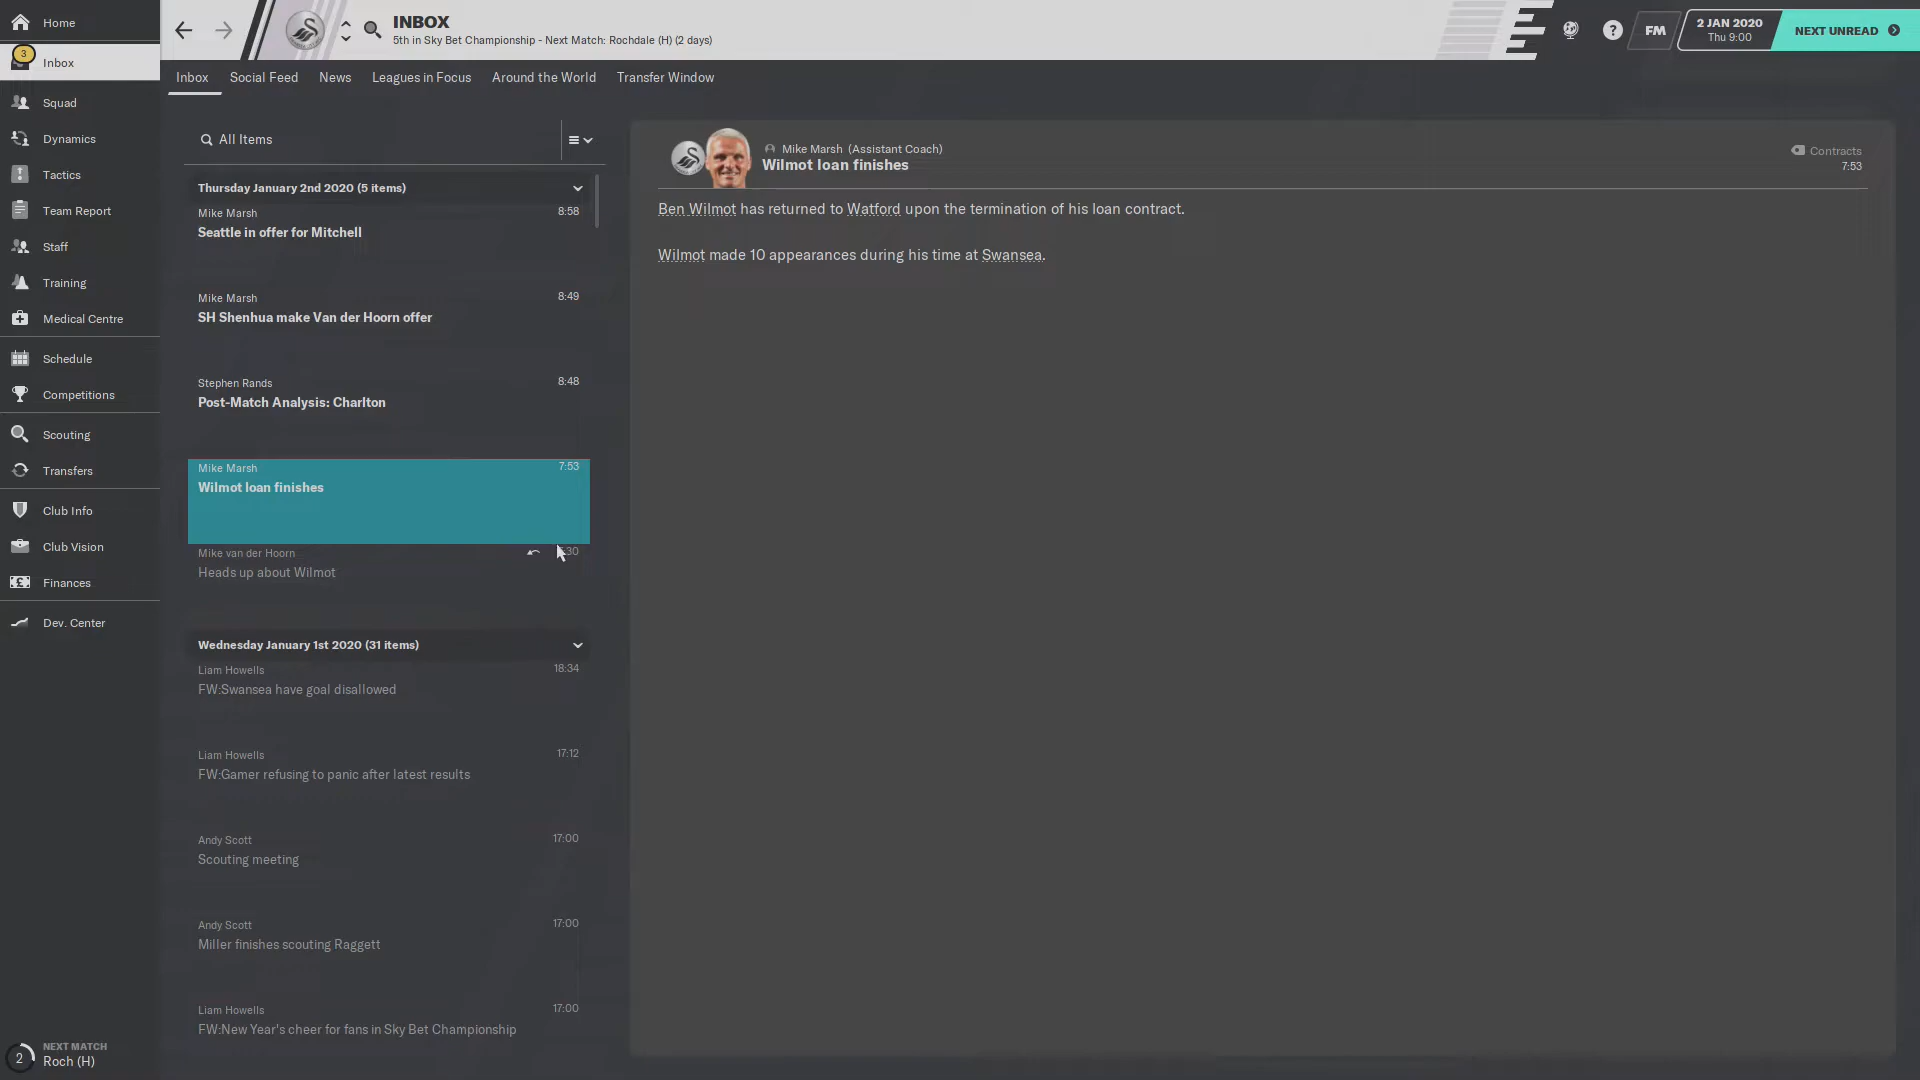 Home
3
Inbox
Squad
Dynamics
Tactics
Team Report
Staff
Training
Medical Centre
Schedule
Competitions
Scouting
Transfers
Club Info
Club Vision
Finances
Dev. Center
2
NEXT MATCH
Roch (H)
INBOX
5th in Sky Bet Championship - Next Match: Rochdale (H) (2 days)
?
FM
2 JAN 2020
Thu 9:00
NEXT UNREAD
Inbox
Social Feed
News
Leagues in Focus
Around the World
Transfer Window
All Items
Thursday January 2nd 2020 (5 items)
Mike Marsh
8:58
Seattle in offer for Mitchell
Mike Marsh
8:49
SH Shenhua make Van der Hoorn offer
Stephen Rands
8:48
Post-Match Analysis: Charlton
Mike Marsh
7:53
Wilmot loan finishes
Mike van der Hoorn
Heads up about Wilmot
Wednesday January 1st 2020 (31 items)
Liam Howells
18:34
FW:Swansea have goal disallowed
Liam Howells
17:12
FW:Gamer refusing to panic after latest results
Andy Scott
17:00
Scouting meeting
Andy Scott
17:00
Miller finishes scouting Raggett
Liam Howells
17:00
FW:New Year's cheer for fans in Sky Bet Championship
Mike Marsh (Assistant Coach)
Wilmot loan finishes
Contracts
7:53
Ben Wilmot has returned to Watford upon the termination of his loan contract.
Wilmot made 10 appearances during his time at Swansea.